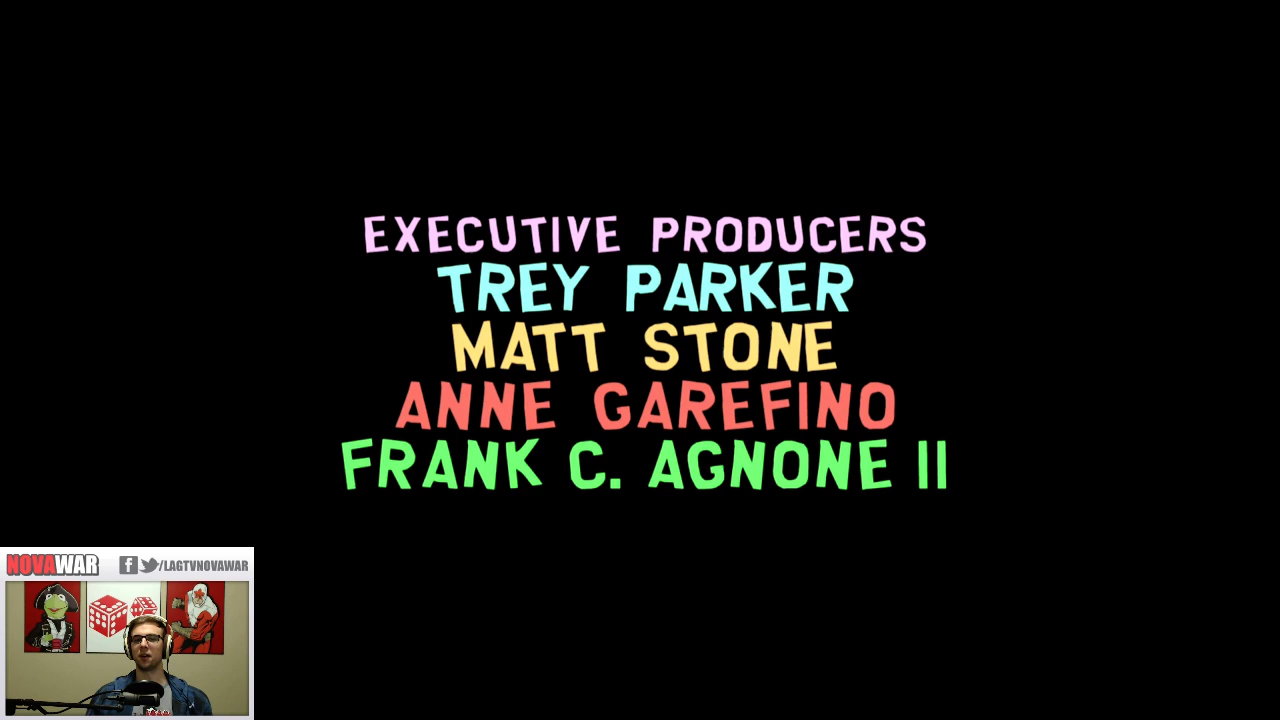 EXECUTIVE PRODUCERS
TREY PARKER
MATT STONE
ANNE GAREFINO
FRANK C. AGNONE II
NOVAWAR
/LAGTVNOVAWAR